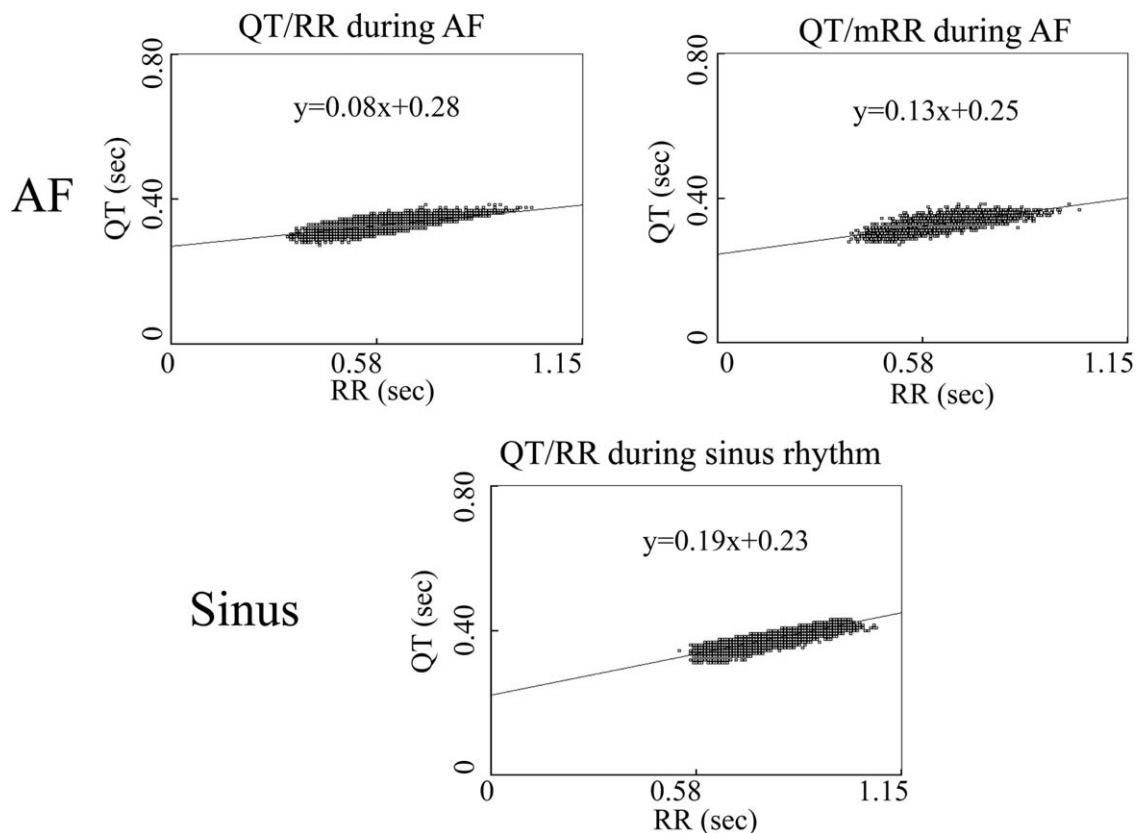 QT/RR during AF
0.80
y=0.08x+0.28
AF
QT (sec)
0.40
0
0
0.58
1.15
RR (sec)
QT/mRR during AF
0.80
y=0.13x+0.25
QT (sec)
0.40
0
0
0.58
1.15
RR (sec)
QT/RR during sinus rhythm
0.80
y=0.19x+0.23
Sinus
QT (sec)
0.40
0
0
0.58
1.15
RR (sec)